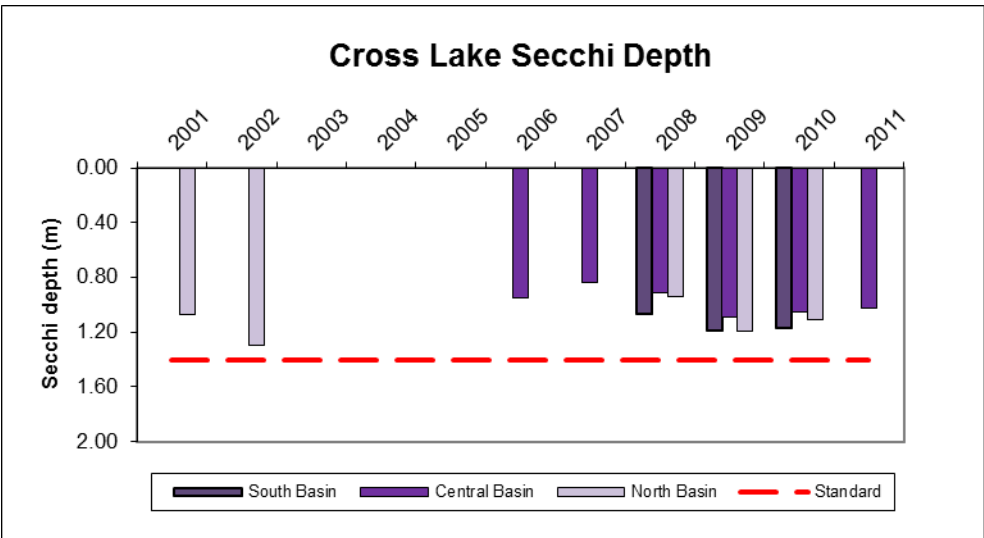 Cross Lake Secchi Depth
2001 2002 2003 2004 2005 2006 2007 2008 2009 2010 2011
0.00
0.40
0.80
1.20
1.60
2.00
Secchi depth (m)
South Basin Central Basin North Basin Standard